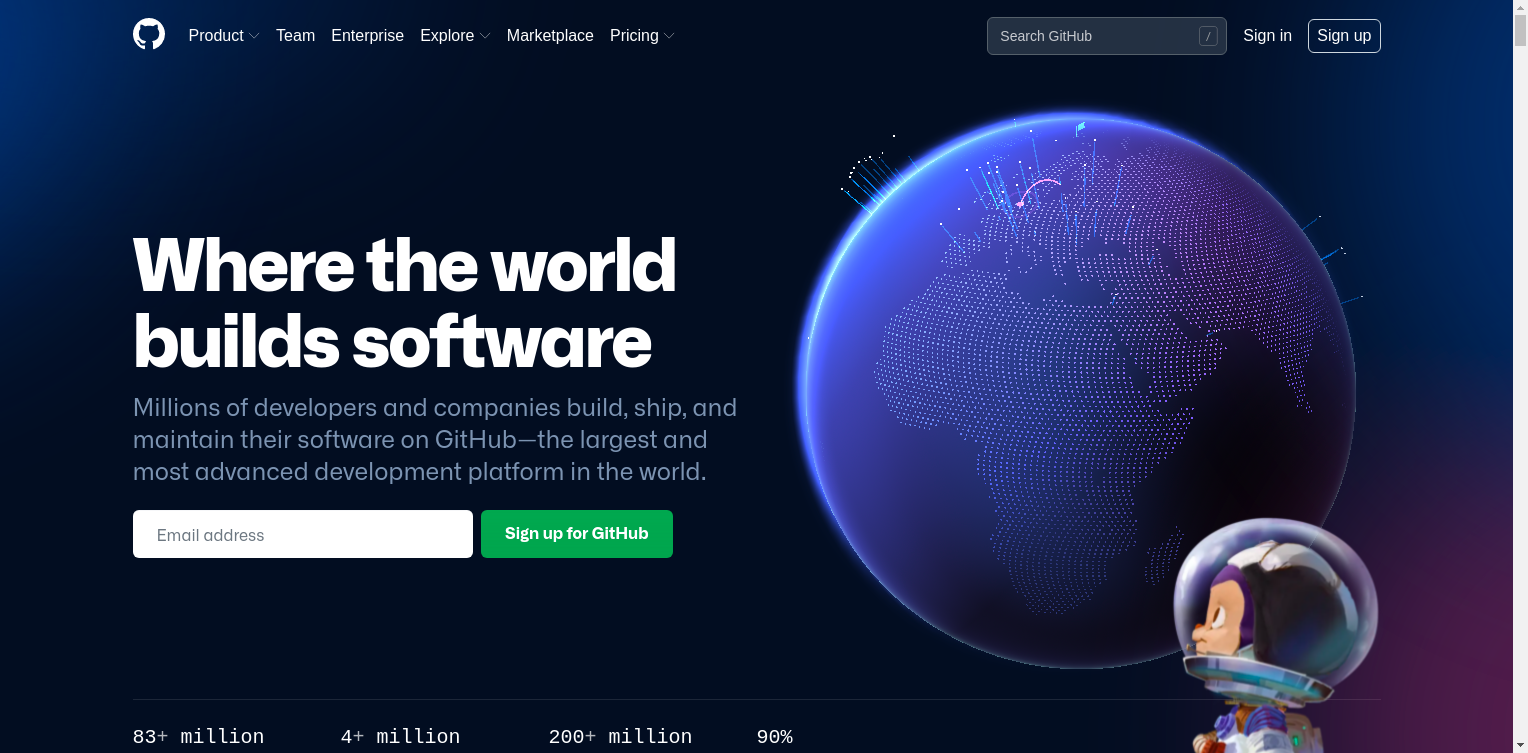 Product Team Enterprise Explore Marketplace Pricing Search GitHub / Sign in Sign up
Where the world
builds software
Millions of developers and companies build, ship, and
maintain their software on GitHub—the largest and
most advanced development platform in the world.
Email address Sign up for GitHub
83+ million 4+ million 200+ million 90%